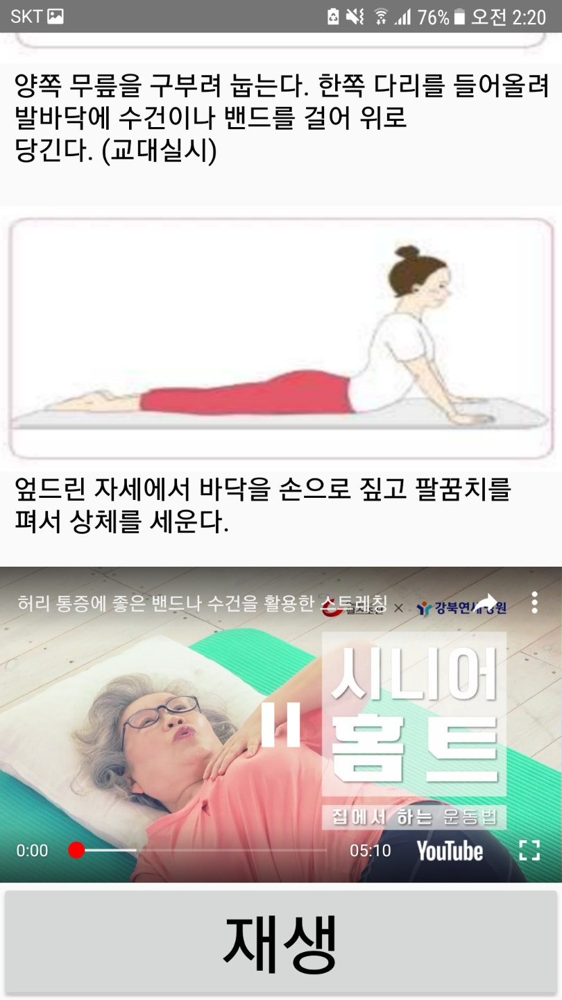 SKT 76% 오전 2:20
양쪽 무릎을 구부려 눕는다. 한쪽 다리를 들어올려
발바닥에 수건이나 밴드를 걸어 위로
당긴다. (교대실시)
엎드린 자세에서 바닥을 손으로 짚고 팔꿈치를
펴서 상체를 세운다.
허리 통증에 좋은 밴드나 수건을 활용한 스트레칭
× 강북연세병원
시니어
홈트
집에서 하는 운동법
0:00 05:10 YouTube
재생